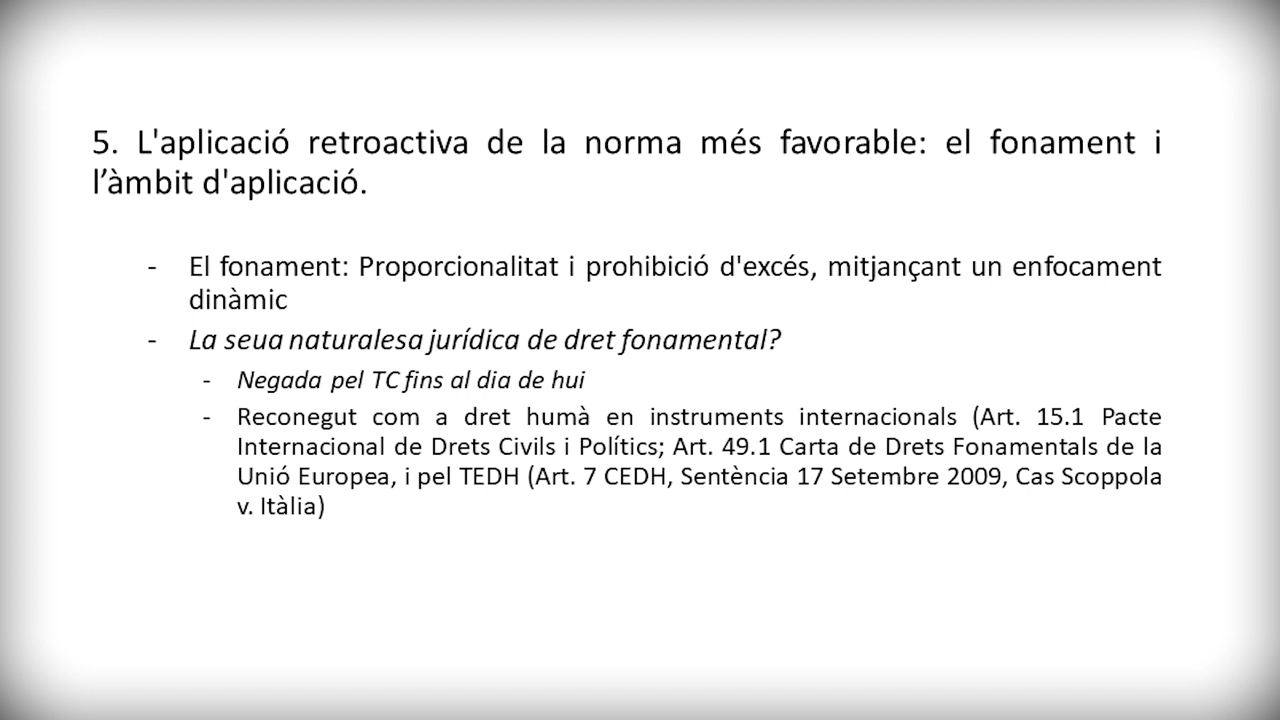 5. L'aplicació retroactiva de la norma més favorable: el fonament i
l’àmbit d'aplicació.
- El fonament: Proporcionalitat i prohibició d'excés, mitjançant un enfocament
dinàmic
- La seua naturalesa jurídica de dret fonamental?
- Negada pel TC fins al dia de hui
- Reconegut com a dret humà en instruments internacionals (Art. 15.1 Pacte
Internacional de Drets Civils i Polítics; Art. 49.1 Carta de Drets Fonamentals de la
Unió Europea, i pel TEDH (Art. 7 CEDH, Sentència 17 Setembre 2009, Cas Scoppola
v. Itàlia)